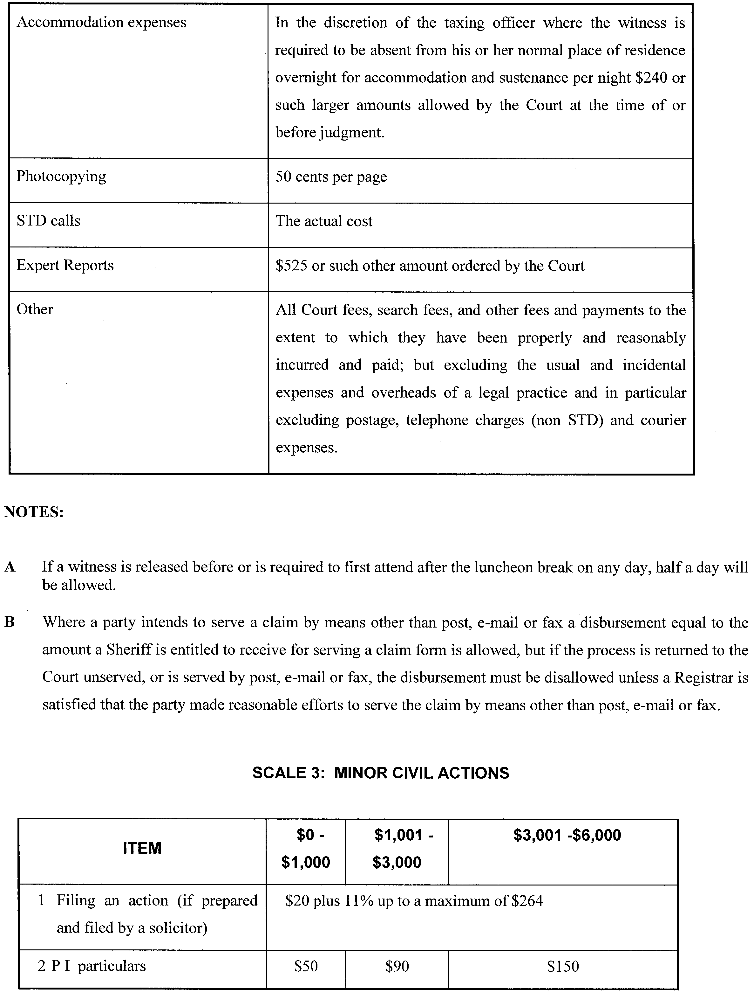 Accommodation expenses
In the discretion of the taxing officer where the witness is
required to be absent from his or her normal place of residence
overnight for accommodation and sustenance per night $240 or
such larger amounts allowed by the Court at the time of or
before judgment.
Photocopying
50 cents per page
STD calls
The actual cost
Expert Reports
$525 or such other amount ordered by the Court
Other
All Court fees, search fees, and other fees and payments to the
extent to which they have been properly and reasonably
incurred and paid; but excluding the usual and incidental
expenses and overheads of a legal practice and in particular
excluding postage, telephone charges (non STD) and courier
expenses.
NOTES:
A If a witness is released before or is required to first attend after the luncheon break on any day, half a day will
be allowed.
B Where a party intends to serve a claim by means other than post, e-mail or fax a disbursement equal to the
amount a Sheriff is entitled to receive for serving a claim form is allowed, but if the process is returned to the
Court unserved, or is served by post, e-mail or fax, the disbursement must be disallowed unless a Registrar is
satisfied that the party made reasonable efforts to serve the claim by means other than post, e-mail or fax.
SCALE 3: MINOR CIVIL ACTIONS
ITEM
$0 -
$1,000
$1,001 -
$3,000
$3,001 -$6,000
1 Filing an action (if prepared
and filed by a solicitor)
$20 plus 11% up to a maximum of $264
2 P I particulars
$50
$90
$150